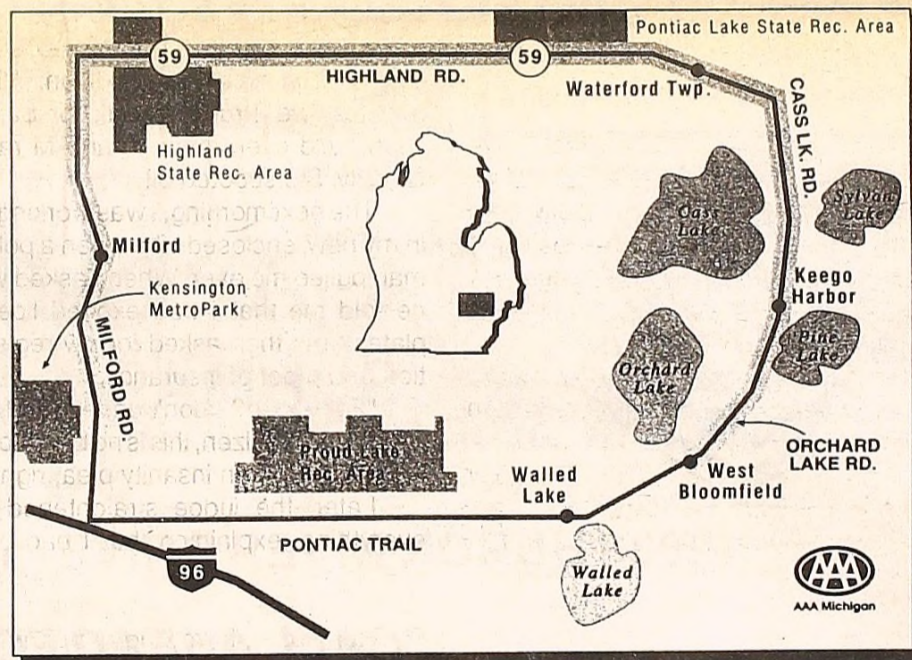 Pontiac Lake State Rec. Area
59
59
HIGHLAND RD.
Waterford Twp.
CASS LK. RD.
Highland
State Rec. Area
Cass
Lake
Sylvan
Lake
Milford
Kensington
MetroPark
Keego
Harbor
MILFORD RD.
Pine
Lake
Orchard
Lake
Proud Lake
Rec. Area
Walled
Lake
West
Bloomfield
ORCHARD
LAKE RD.
PONTIAC TRAIL
96
Walled
Lake
AAA
AAA Michigan